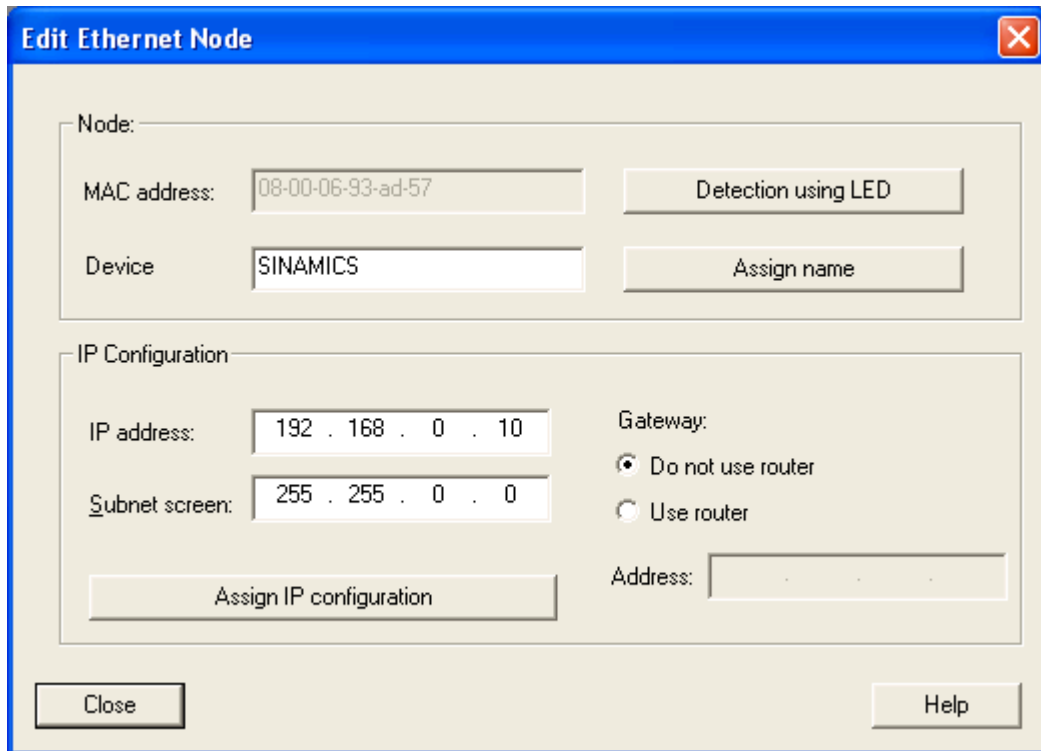 Edit Ethernet Node
Node:
MAC address: 08-00-06-93-ad-57 Detection using LED
Device SINAMICS Assign name
IP Configuration
IP address: 192 . 168 . 0 . 10 Gateway:
Do not use router
Subnet screen: 255 . 255 . 0 . 0
Use router
Address: . . .
Assign IP configuration
Close Help